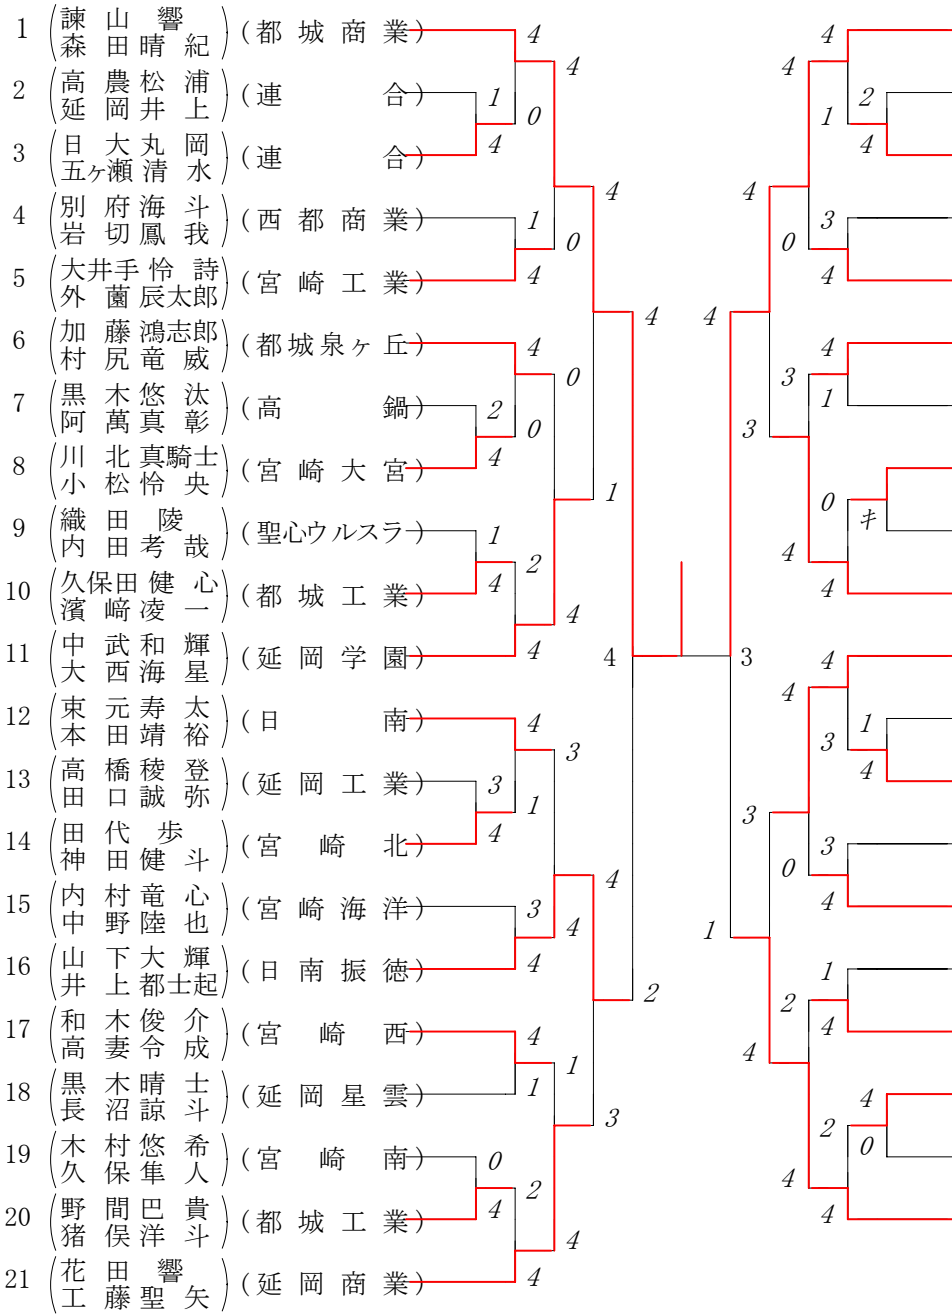 1 諫山響 森田晴紀 (都城商業)
2 高農松浦 延岡井上 (連合)
3 日大丸岡 五ヶ瀬清水 (連合)
4 別府海斗 岩切鳳我 (西都商業)
5 大井手怜詩 外薗辰太郎 (宮崎工業)
6 加藤鴻志郎 村尻竜威 (都城泉ヶ丘)
7 黒木悠汰 阿萬真彰 (高鍋)
8 川北真騎士 小松怜央 (宮崎大宮)
9 織田陵 内田考哉 (聖心ウルスラ)
10 久保田健心 濱﨑凌一 (都城工業)
11 中武和輝 大西海星 (延岡学園)
12 束元寿太 本田靖裕 (日南)
13 高橋稜登 田口誠弥 (延岡工業)
14 田代歩 神田健斗 (宮崎北)
15 内村竜心 中野陸也 (宮崎海洋)
16 山下大輝 井上都士起 (日南振徳)
17 和木俊介 高妻令成 (宮崎西)
18 黒木晴士 長沼諒斗 (延岡星雲)
19 木村悠希 久保隼人 (宮崎南)
20 野間巴貴 猪俣洋斗 (都城工業)
21 花田響 工藤聖矢 (延岡商業)
4 1 4 1 4 4 2 4 1 4 4 4 3 4 3 4 4 1 0 4 4
4 0 0 0 0 2 4 3 1 4 1 2 4
4 1 4 3
4 2
4 3
4 1
4 3 3 4
4 1 0 3 4 4 3 0 2 2 4
4 2 4 3 4 4 1 0 キ 4 4 1 4 3 4 1 4 4 0 4